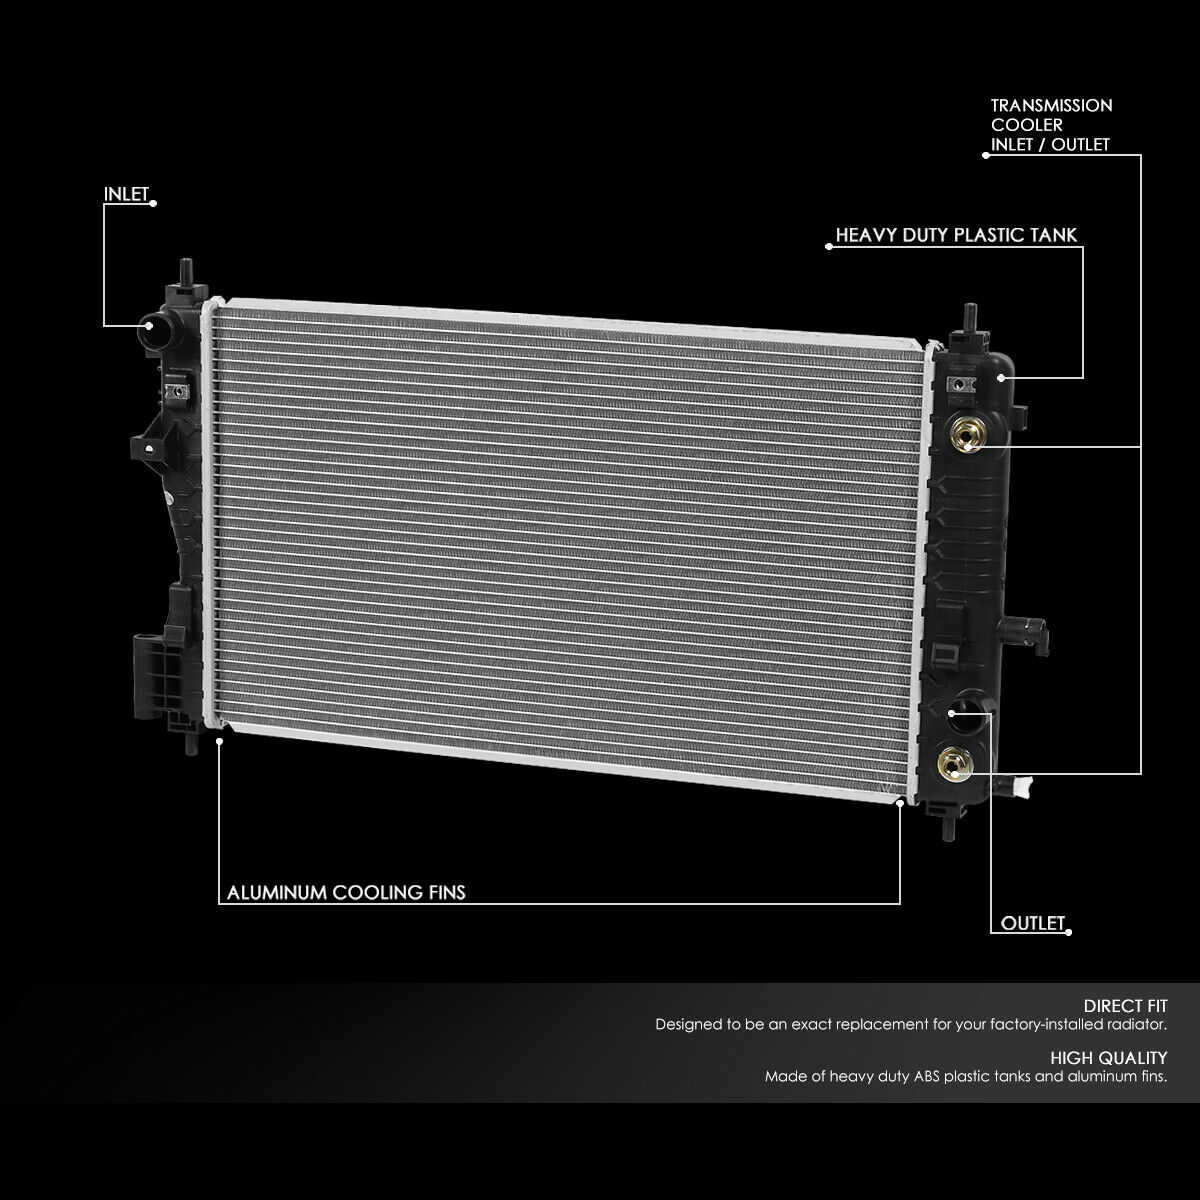 TRANSMISSION
COOLER
INLET / OUTLET
INLET
HEAVY DUTY PLASTIC TANK
ALUMINUM COOLING FINS
OUTLET
DIRECT FIT
Designed to be an exact replacement for your factory-installed radiator.
HIGH QUALITY
Made of heavy duty ABS plastic tanks and aluminum fins.